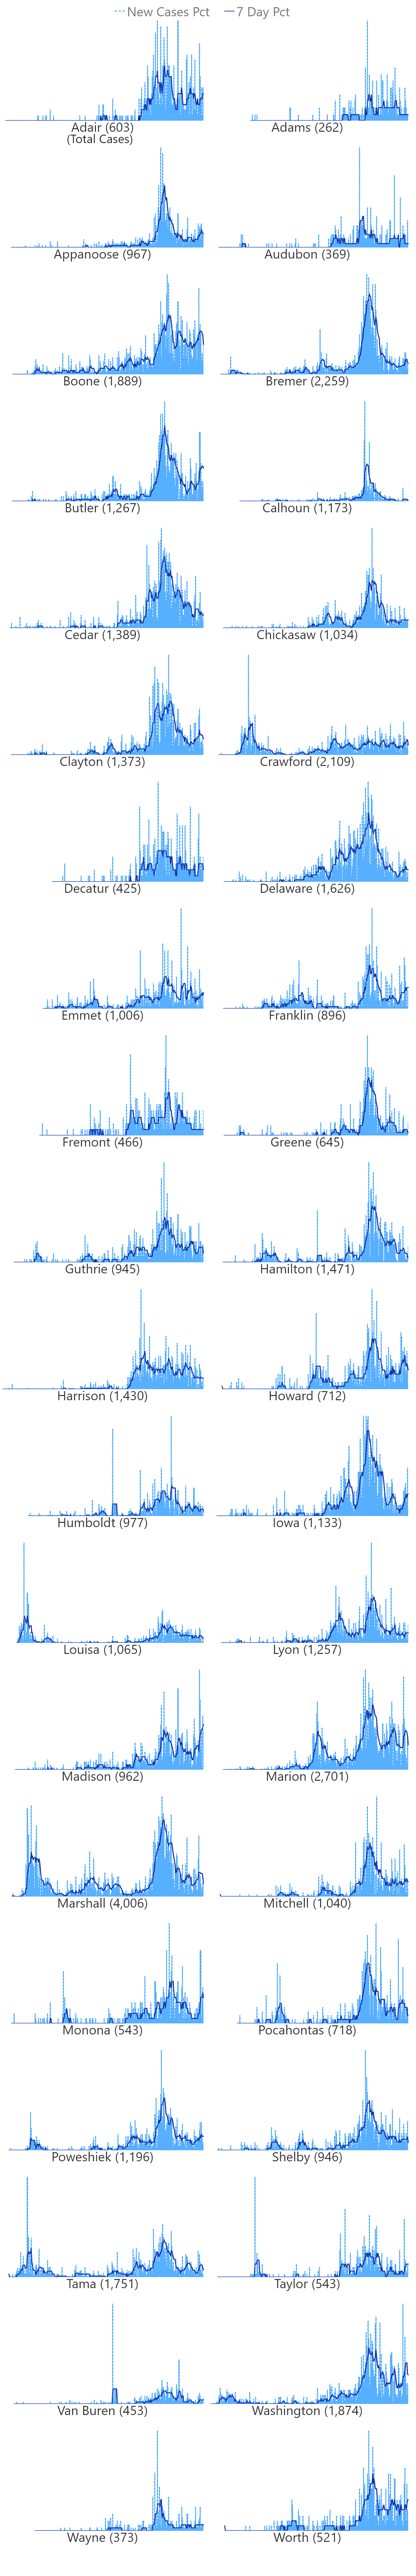 New Cases Pct 7 Day Pct
Adair (603)
(Total Cases)
Adams (262)
Appanoose (967)
Audubon (369)
Boone (1,889)
Bremer (2,259)
Butler (1,267)
Calhoun (1,173)
Cedar (1,389)
Chickasaw (1,034)
Clayton (1,373)
Crawford (2,109)
Decatur (425)
Delaware (1,626)
Emmet (1,006)
Franklin (896)
Fremont (466)
Greene (645)
Guthrie (945)
Hamilton (1,471)
Harrison (1,430)
Howard (712)
Humboldt (977)
Iowa (1,133)
Louisa (1,065)
Lyon (1,257)
Madison (962)
Marion (2,701)
Marshall (4,006)
Mitchell (1,040)
Monona (543)
Pocahontas (718)
Poweshiek (1,196)
Shelby (946)
Tama (1,751)
Taylor (543)
Van Buren (453)
Washington (1,874)
Wayne (373)
Worth (521)